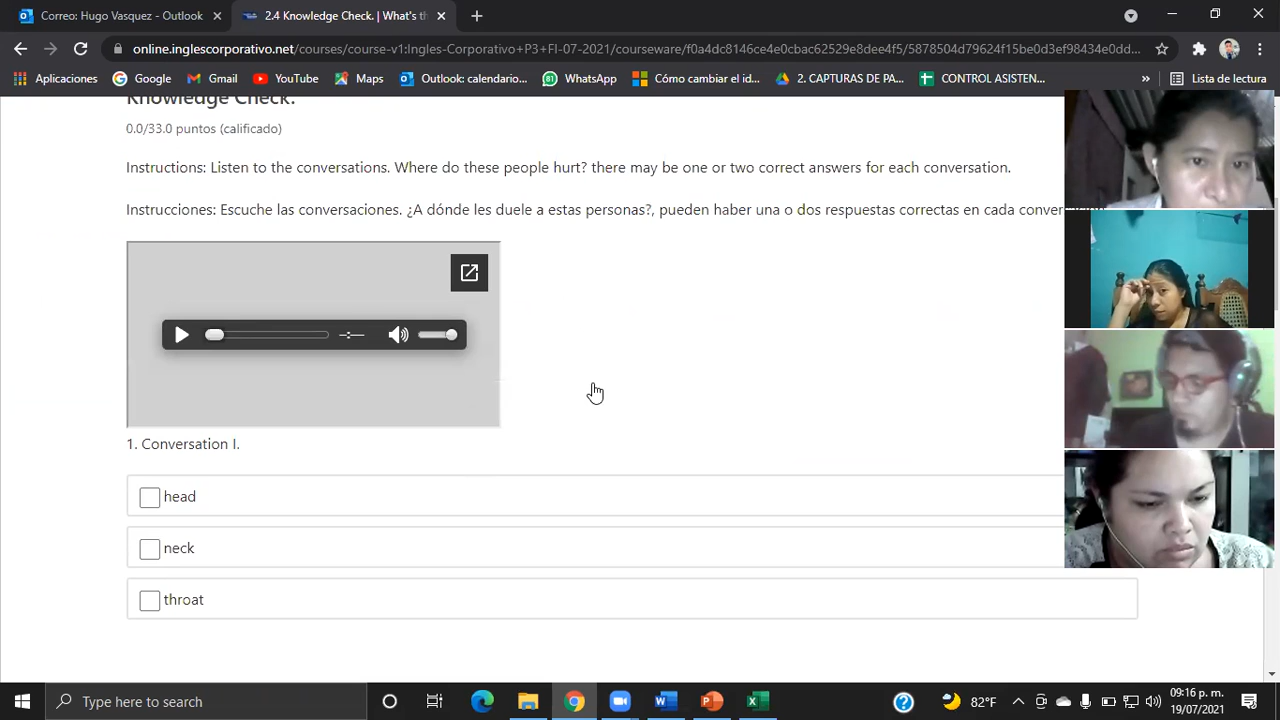 Correo: Hugo Vasquez - Outlook
2.4 Knowledge Check. | What's th
online.inglescorporativo.net/courses/course-v1:Ingles-Corporativo+P3+FI-07-2021/courseware/f0a4dc8146ce4e0cbac62529e8dee4f5/5878504d79624f15be0d3ef98434e0dd...
Aplicaciones Google Gmail YouTube Maps Outlook: calendario... WhatsApp Cómo cambiar el id... 2. CAPTURAS DE PA... CONTROL ASISTEN... » Lista de lectura
Knowledge Check.
0.0/33.0 puntos (calificado)
Instructions: Listen to the conversations. Where do these people hurt? there may be one or two correct answers for each conversation.
Instrucciones: Escuche las conversaciones. ¿A dónde les duele a estas personas?, pueden haber una o dos respuestas correctas en cada conver
1. Conversation I.
head
neck
throat
Type here to search
82°F
09:16 p. m.
19/07/2021